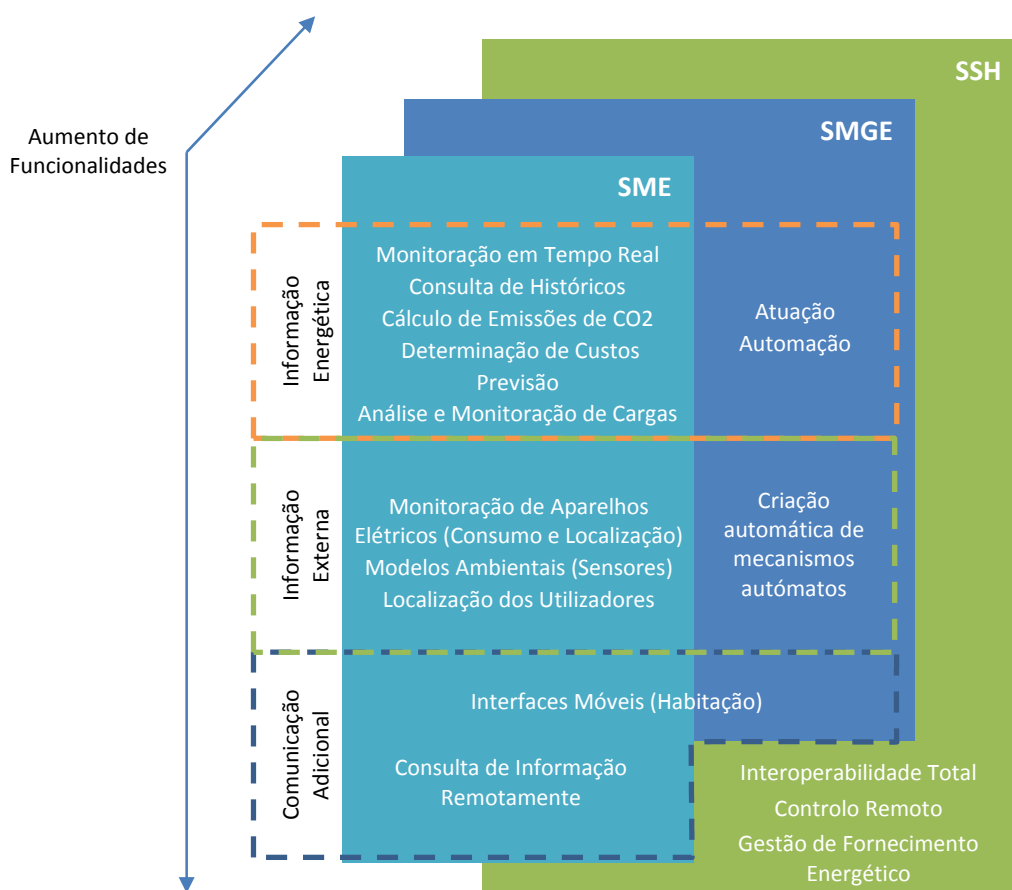 SSH
SMGE
Aumento de
Funcionalidades
SME
Informação
Energética
Monitoração em Tempo Real
Consulta de Históricos
Cálculo de Emissões de CO2
Determinação de Custos
Previsão
Análise e Monitoração de Cargas
Atuação
Automação
Informação
Externa
Monitoração de Aparelhos
Elétricos (Consumo e Localização)
Modelos Ambientais (Sensores)
Localização dos Utilizadores
Criação
automática de
mecanismos
autómatos
Comunicação
Adicional
Interfaces Móveis (Habitação)
Consulta de Informação
Remotamente
Interoperabilidade Total
Controlo Remoto
Gestão de Fornecimento
Energético